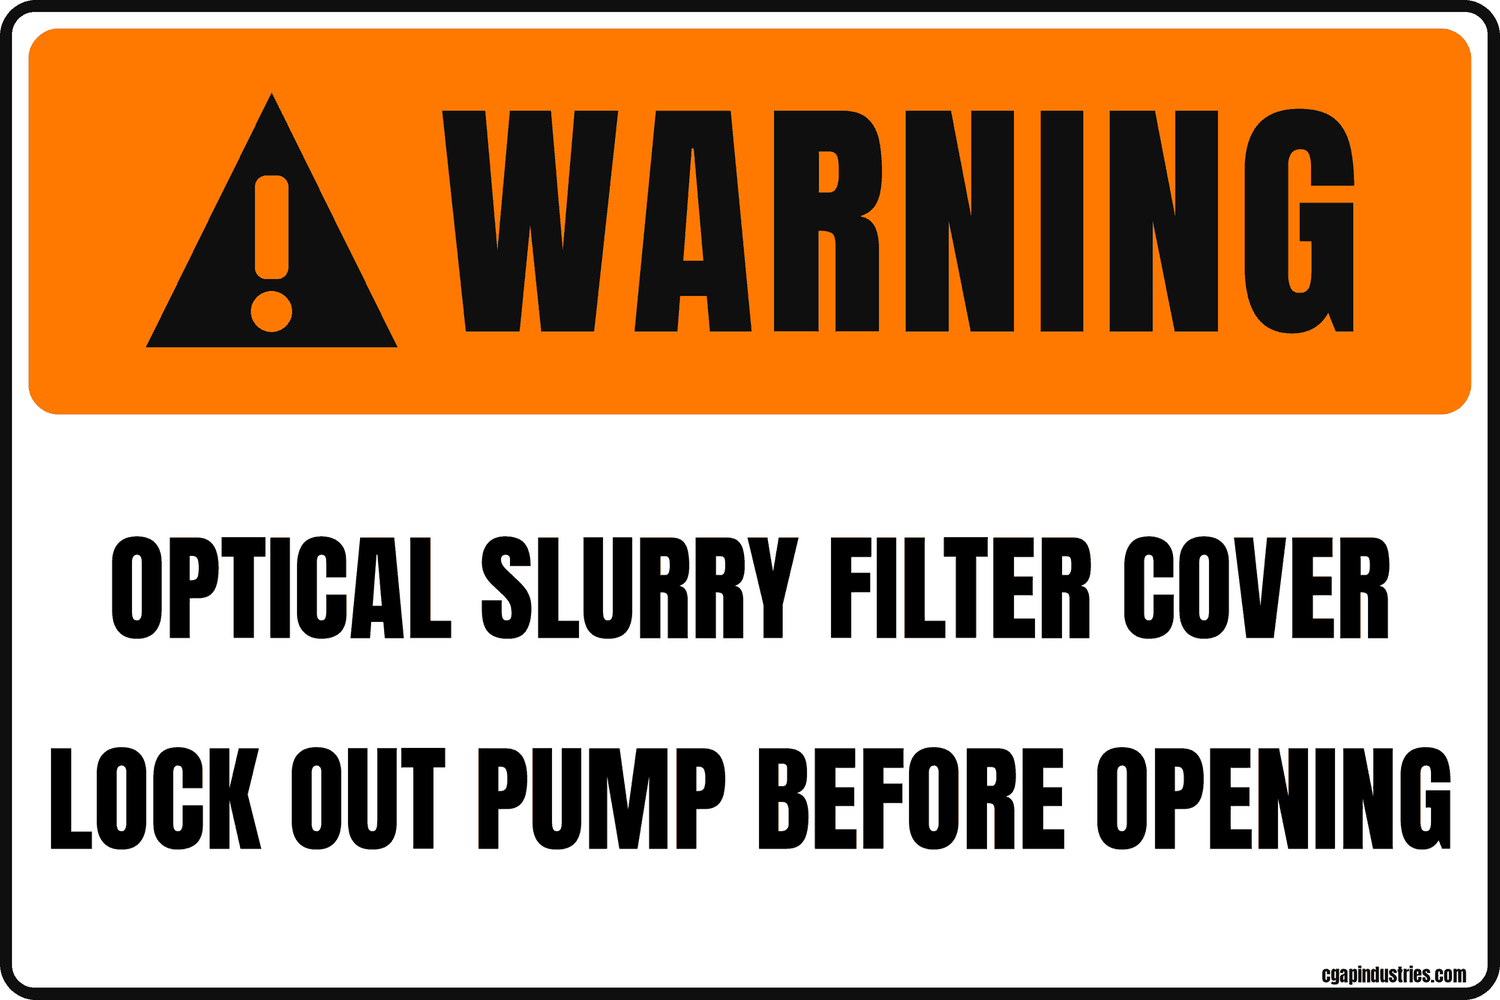 WARNING
OPTICAL SLURRY FILTER COVER
LOCK OUT PUMP BEFORE OPENING
cgapindustries.com